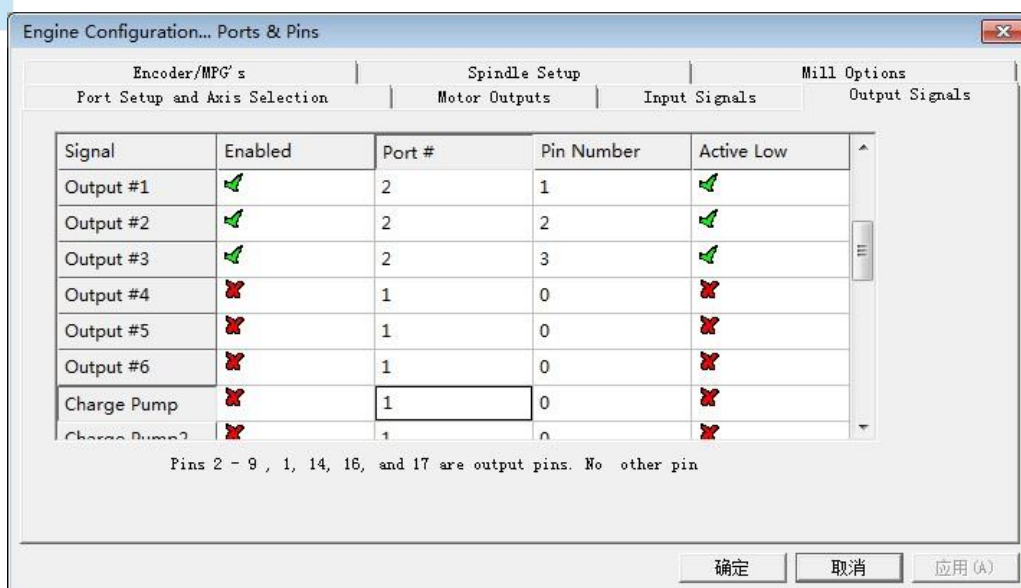 Engine Configuration... Ports & Pins
Encoder/MPG's Spindle Setup Mill Options
Port Setup and Axis Selection Motor Outputs Input Signals Output Signals
Signal Enabled Port # Pin Number Active Low
Output #1 2 1
Output #2 2 2
Output #3 2 3
Output #4 1 0
Output #5 1 0
Output #6 1 0
Charge Pump 1 0
Charge Pump2 1 0
Pins 2 - 9 , 1, 14, 16, and 17 are output pins. No other pin
确定 取消 应用(A)